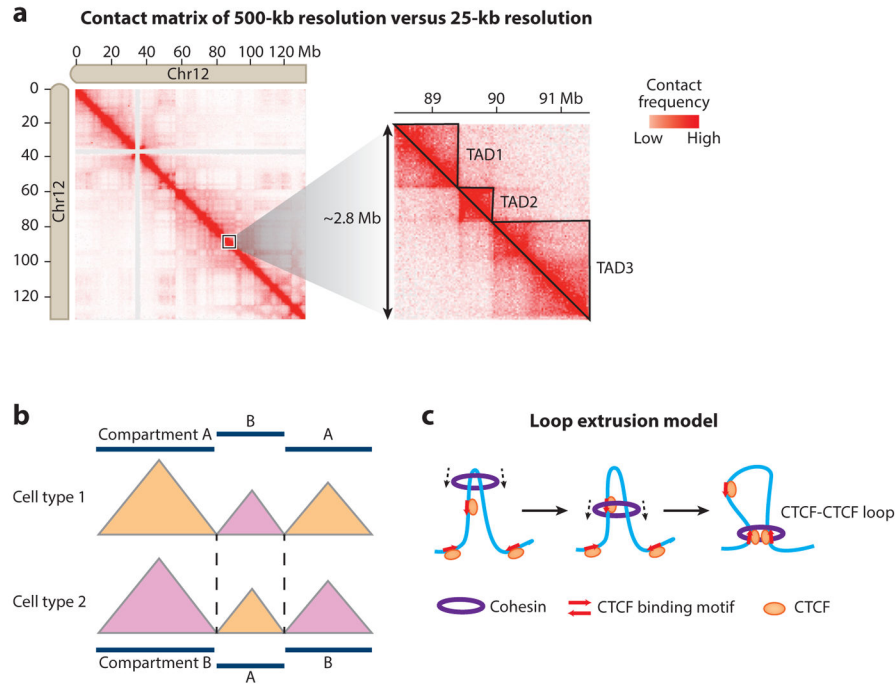 a
Contact matrix of 500-kb resolution versus 25-kb resolution
0 20 40 60 80 100 120 Mb
Chr12
0
20
40
60
80
100
120
Chr12
89 90 91 Mb
TAD1
TAD2
TAD3
~2.8 Mb
Contact
frequency
Low High
b
B
Compartment A A
Cell type 1
Cell type 2
Compartment B B
A
c
Loop extrusion model
CTCF-CTCF loop
Cohesin CTCF binding motif CTCF